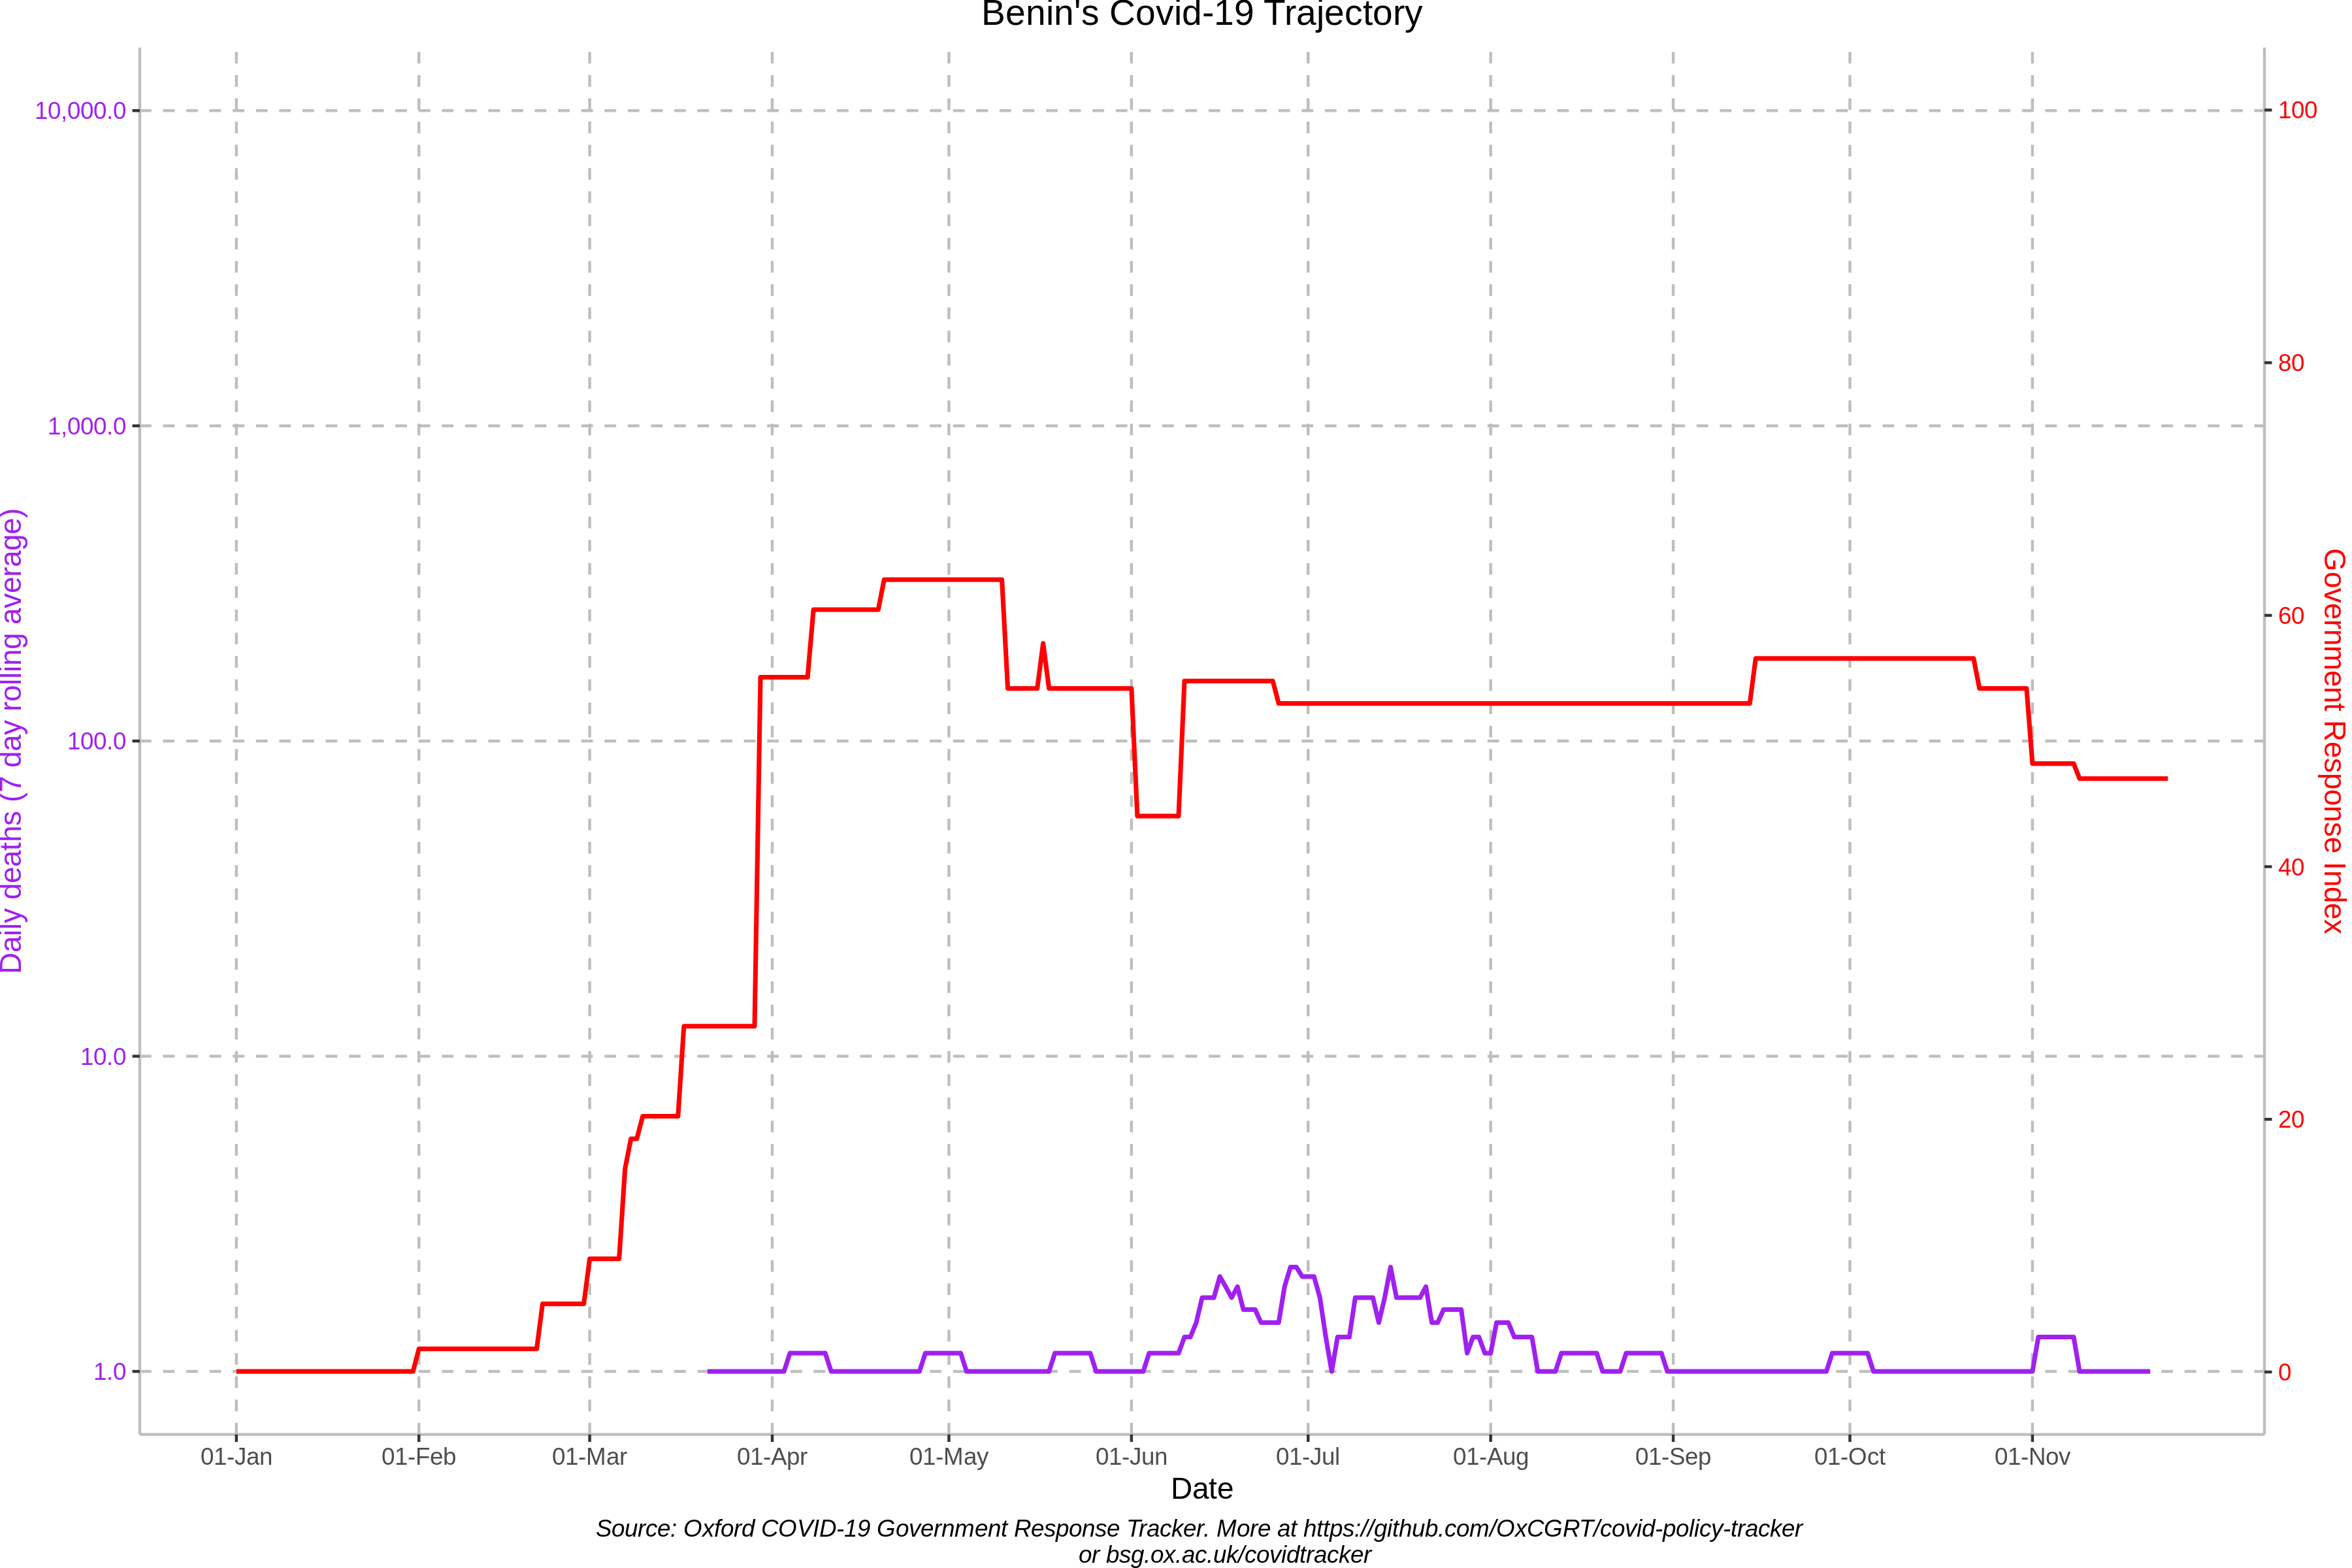 Benin's Covid-19 Trajectory
10,000.0
1,000.0
100.0
10.0
1.0
Daily deaths (7 day rolling average)
100
80
60
40
20
0
Government Response Index
01-Jan 01-Feb 01-Mar 01-Apr 01-May 01-Jun 01-Jul 01-Aug 01-Sep 01-Oct 01-Nov
Date
Source: Oxford COVID-19 Government Response Tracker. More at https://github.com/OxCGRT/covid-policy-tracker
or bsg.ox.ac.uk/covidtracker